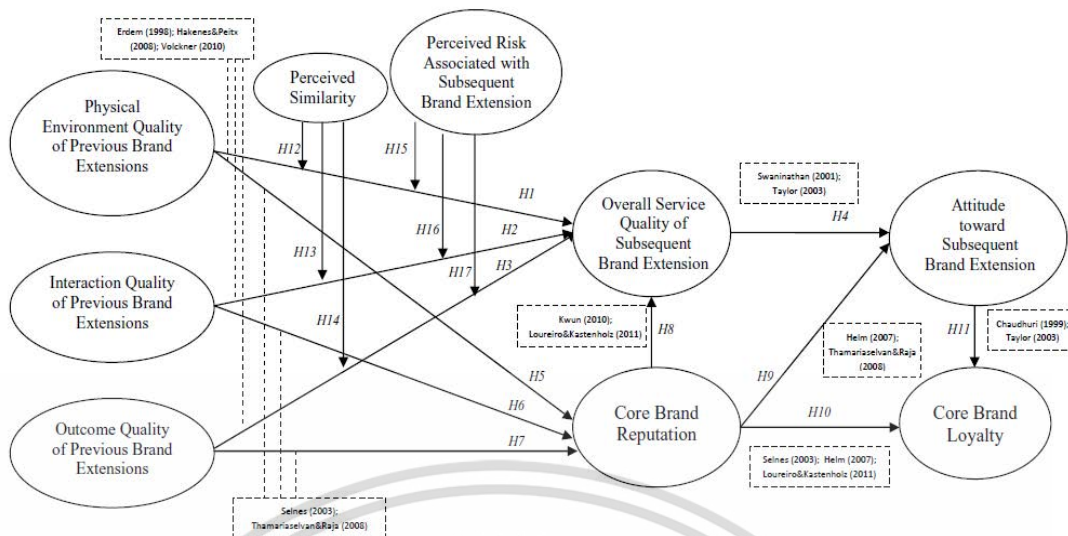 Erdem (1998); Hakenes&Peitx
(2008); Volckner (2010)
Perceived
Similarity
Perceived Risk
Associated with
Subsequent
Brand Extension
Physical
Environment Quality
of Previous Brand
Extensions
H12
H15
H1
Overall Service
Quality of
Subsequent
Brand Extension
Swaninathan (2001);
Taylor (2003)
H4
Attitude
toward
Subsequent
Brand Extension
H2
H16
H13
H3
H17
Interaction Quality
of Previous Brand
Extensions
H14
Kwun (2010);
Loureiro&Kastenholz
(2011)
H8
Helm (2007);
Thamariaselvan&Raja
(2008)
H11
Chaudhuri (1999);
Taylor (2003)
H5
H9
H6
Outcome Quality
of Previous Brand
Extensions
H7
Core Brand
Reputation
H10
Core Brand
Loyalty
Selnes (2003); Helm (2007);
Loureiro&Kastenholz (2011)
Selnes (2003);
Thamariaselvan&Raja (2008)